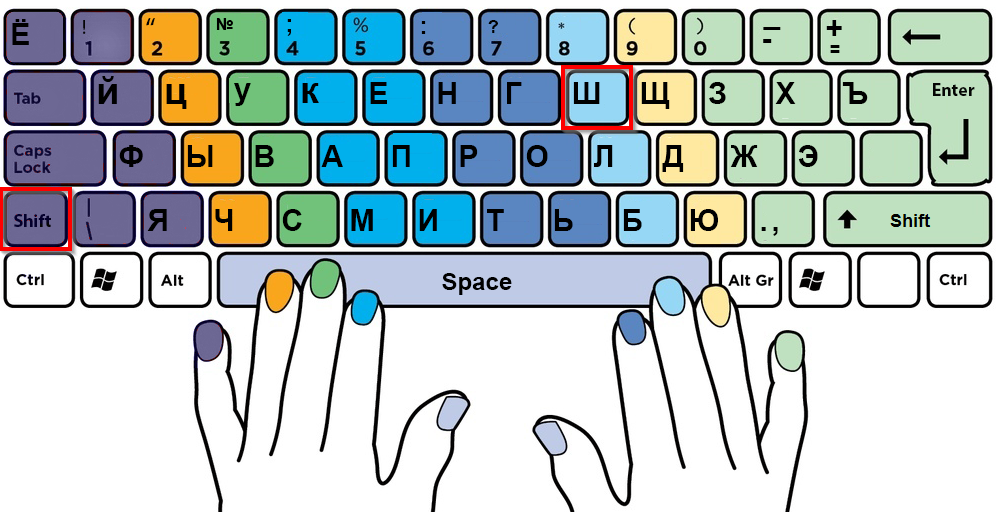 Ё ! 1 “ 2 № 3 ; 4 % 5 : 6 ? 7 * 8 ( 9 ) 0 — - + =
Tab Й Ц У К Е Н Г Ш Щ З Х Ъ Enter
Caps Lock Ф Ы В А П Р О Л Д Ж Э
Shift | \ Я Ч С М И Т Ь Б Ю . , Shift
Ctrl Alt Space Alt Gr Ctrl